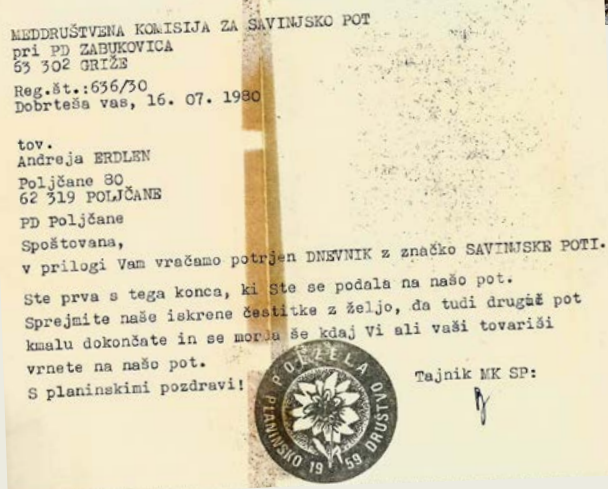 MEDDRUŠTVENA KOMISIJA ZA SAVINJSKO POT
pri PD ZABUKOVICA
63 302 GRIŽE
Reg.št.:636/30
Dobrteša vas, 16. 07. 1980
tov.
Andreja ERDLEN
Poljčane 80
62 319 POLJČANE
PD Poljčane
Spoštovana,
v prilogi Vam vračamo potrjen DNEVNIK z značko SAVINJSKE POTI.
Ste prva s tega konca, ki Ste se podala na našo pot.
Sprejmite naše iskrene čestitke z željo, da tudi drugič pot
kmalu dokončate in se morda še kdaj Vi ali vaši tovariši
vrnete na našo pot.
S planinskimi pozdravi!
Tajnik MK SP:
POLZELA
PLANINSKO 19 59 DRUŠTVO